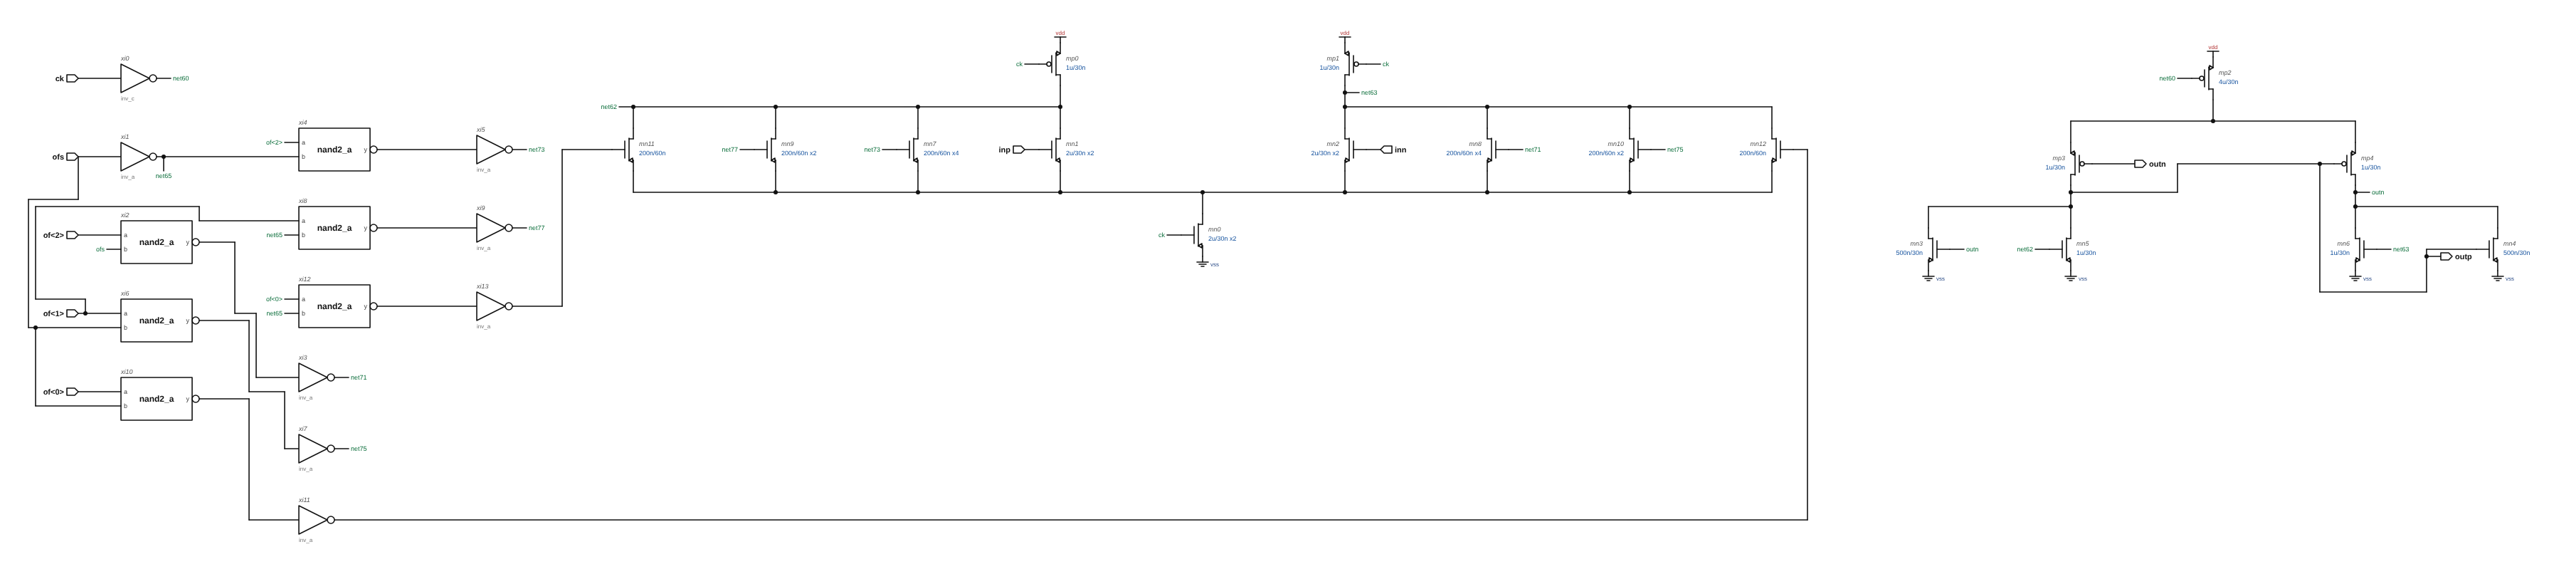 xi0
ck
net60
inv_c
xi1
ofs
inv_a
net65
xi4
of<2>
a
b
nand2_a
y
xi5
net73
inv_a
xi2
of<2>
a
ofs
b
nand2_a
y
xi8
a
net65
b
nand2_a
y
xi9
net77
inv_a
xi6
of<1>
a
b
nand2_a
y
xi12
of<0>
a
net65
b
nand2_a
y
xi13
inv_a
xi10
of<0>
a
b
nand2_a
y
xi3
net71
inv_a
xi7
net75
inv_a
xi11
inv_a
net62
mn11
200n/60n
net77
mn9
200n/60n x2
net73
mn7
200n/60n x4
vdd
ck
mp0
1u/30n
inp
mn1
2u/30n x2
ck
mn0
2u/30n x2
vss
vdd
mp1
1u/30n
ck
net63
mn2
2u/30n x2
inn
mn8
200n/60n x4
net71
mn10
200n/60n x2
net75
mn12
200n/60n
vdd
net60
mp2
4u/30n
mp3
1u/30n
outn
mp4
1u/30n
outn
mn3
500n/30n
outn
vss
net62
mn5
1u/30n
vss
mn6
1u/30n
net63
vss
outp
mn4
500n/30n
vss